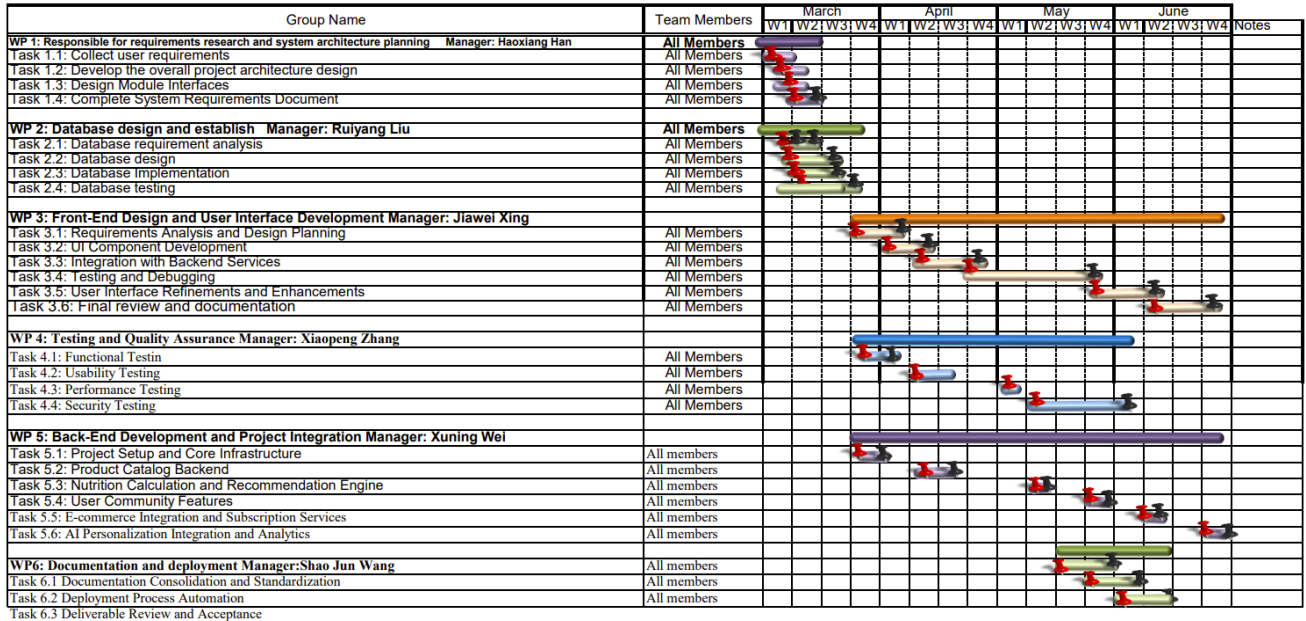 Group Name Team Members March April May June
W1 W2 W3 W4 W1 W2 W3 W4 W1 W2 W3 W4 W1 W2 W3 W4 Notes
WP 1: Responsible for requirements research and system architecture planning Manager: Haoxiang Han All Members
Task 1.1: Collect user requirements All Members
Task 1.2: Develop the overall project architecture design All Members
Task 1.3: Design Module Interfaces All Members
Task 1.4: Complete System Requirements Document All Members
WP 2: Database design and establish Manager: Ruiyang Liu All Members
Task 2.1: Database requirement analysis All Members
Task 2.2: Database design All Members
Task 2.3: Database Implementation All Members
Task 2.4: Database testing All Members
WP 3: Front-End Design and User Interface Development Manager: Jiawei Xing
Task 3.1: Requirements Analysis and Design Planning All Members
Task 3.2: UI Component Development All Members
Task 3.3: Integration with Backend Services All Members
Task 3.4: Testing and Debugging All Members
Task 3.5: User Interface Refinements and Enhancements All Members
Task 3.6: Final review and documentation All Members
WP 4: Testing and Quality Assurance Manager: Xiaopeng Zhang
Task 4.1: Functional Testin All Members
Task 4.2: Usability Testing All Members
Task 4.3: Performance Testing All Members
Task 4.4: Security Testing All Members
WP 5: Back-End Development and Project Integration Manager: Xuning Wei
Task 5.1: Project Setup and Core Infrastructure All members
Task 5.2: Product Catalog Backend All members
Task 5.3: Nutrition Calculation and Recommendation Engine All members
Task 5.4: User Community Features All members
Task 5.5: E-commerce Integration and Subscription Services All members
Task 5.6: AI Personalization Integration and Analytics All members
WP6: Documentation and deployment Manager:Shao Jun Wang All members
Task 6.1 Documentation Consolidation and Standardization All members
Task 6.2 Deployment Process Automation All members
Task 6.3 Deliverable Review and Acceptance